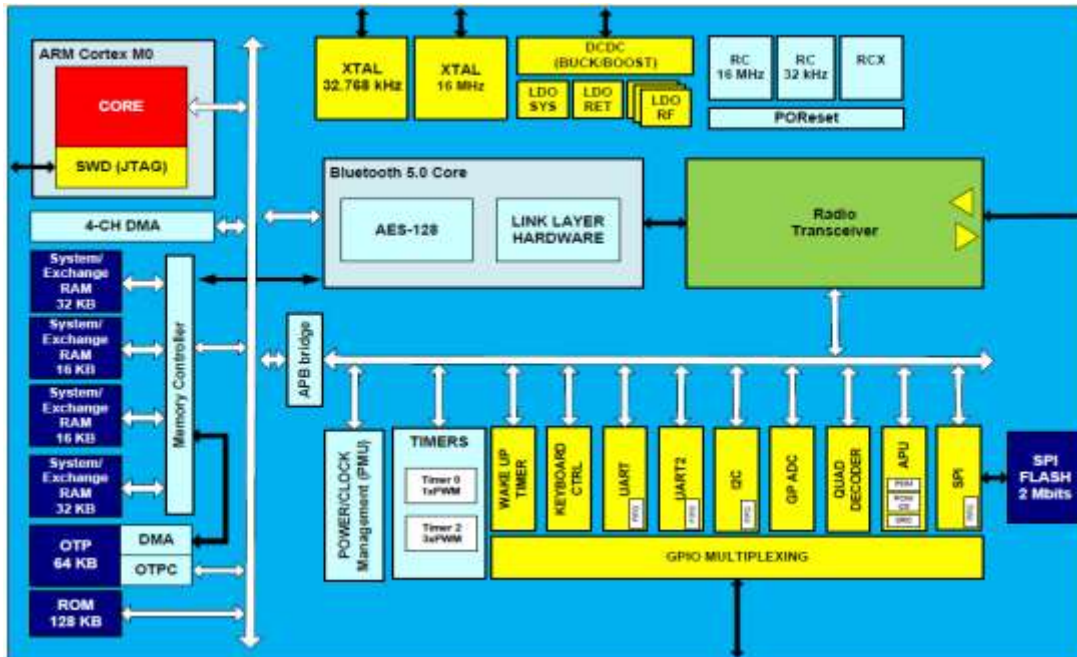 ARM Cortex M0
CORE
SWD (JTAG)
XTAL
32.768 kHz
XTAL
16 MHz
DCDC
(BUCK/BOOST)
LDO
SYS
LDO
RET
LDO
RF
RC
16 MHz
RC
32 kHz
RCX
POReset
Bluetooth 5.0 Core
AES-128
LINK LAYER
HARDWARE
Radio
Transceiver
4-CH DMA
System/
Exchange
RAM
32 KB
System/
Exchange
RAM
16 KB
System/
Exchange
RAM
16 KB
System/
Exchange
RAM
32 KB
Memory Controller
OTP
64 KB
DMA
OTPC
ROM
128 KB
APB bridge
POWER/CLOCK
Management (PMU)
TIMERS
Timer 0
1xPWM
Timer 2
3xPWM
WAKE UP
TIMER
KEYBOARD
CTRL
UART
FIFO
UART2
FIFO
I2C
FIFO
GP ADC
QUAD
DECODER
APU
SRC
SPI
FIFO
SPI
FLASH
2 Mbits
GPIO MULTIPLEXING